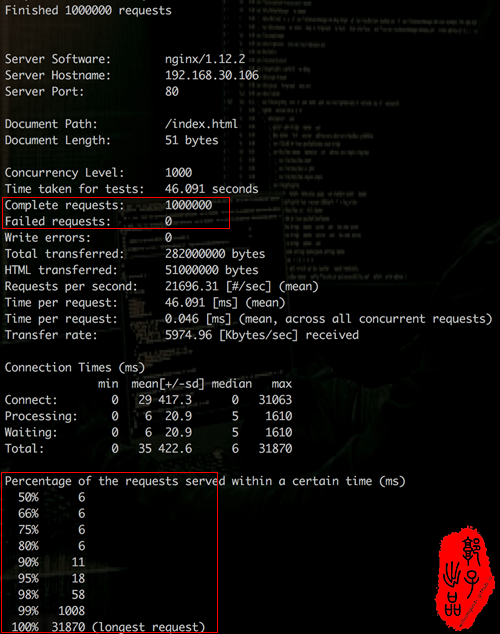 Finished 1000000 requests
Server Software: nginx/1.12.2
Server Hostname: 192.168.30.106
Server Port: 80
Document Path: /index.html
Document Length: 51 bytes
Concurrency Level: 1000
Time taken for tests: 46.091 seconds
Complete requests: 1000000
Failed requests: 0
Write errors: 0
Total transferred: 282000000 bytes
HTML transferred: 51000000 bytes
Requests per second: 21696.31 [#/sec] (mean)
Time per request: 46.091 [ms] (mean)
Time per request: 0.046 [ms] (mean, across all concurrent requests)
Transfer rate: 5974.96 [Kbytes/sec] received
Connection Times (ms)
min mean[+/-sd] median max
Connect: 0 29 417.3 0 31063
Processing: 0 6 20.9 5 1610
Waiting: 0 6 20.9 5 1610
Total: 0 35 422.6 6 31870
Percentage of the requests served within a certain time (ms)
50% 6
66% 6
75% 6
80% 6
90% 11
95% 18
98% 58
99% 1008
100% 31870 (longest request)